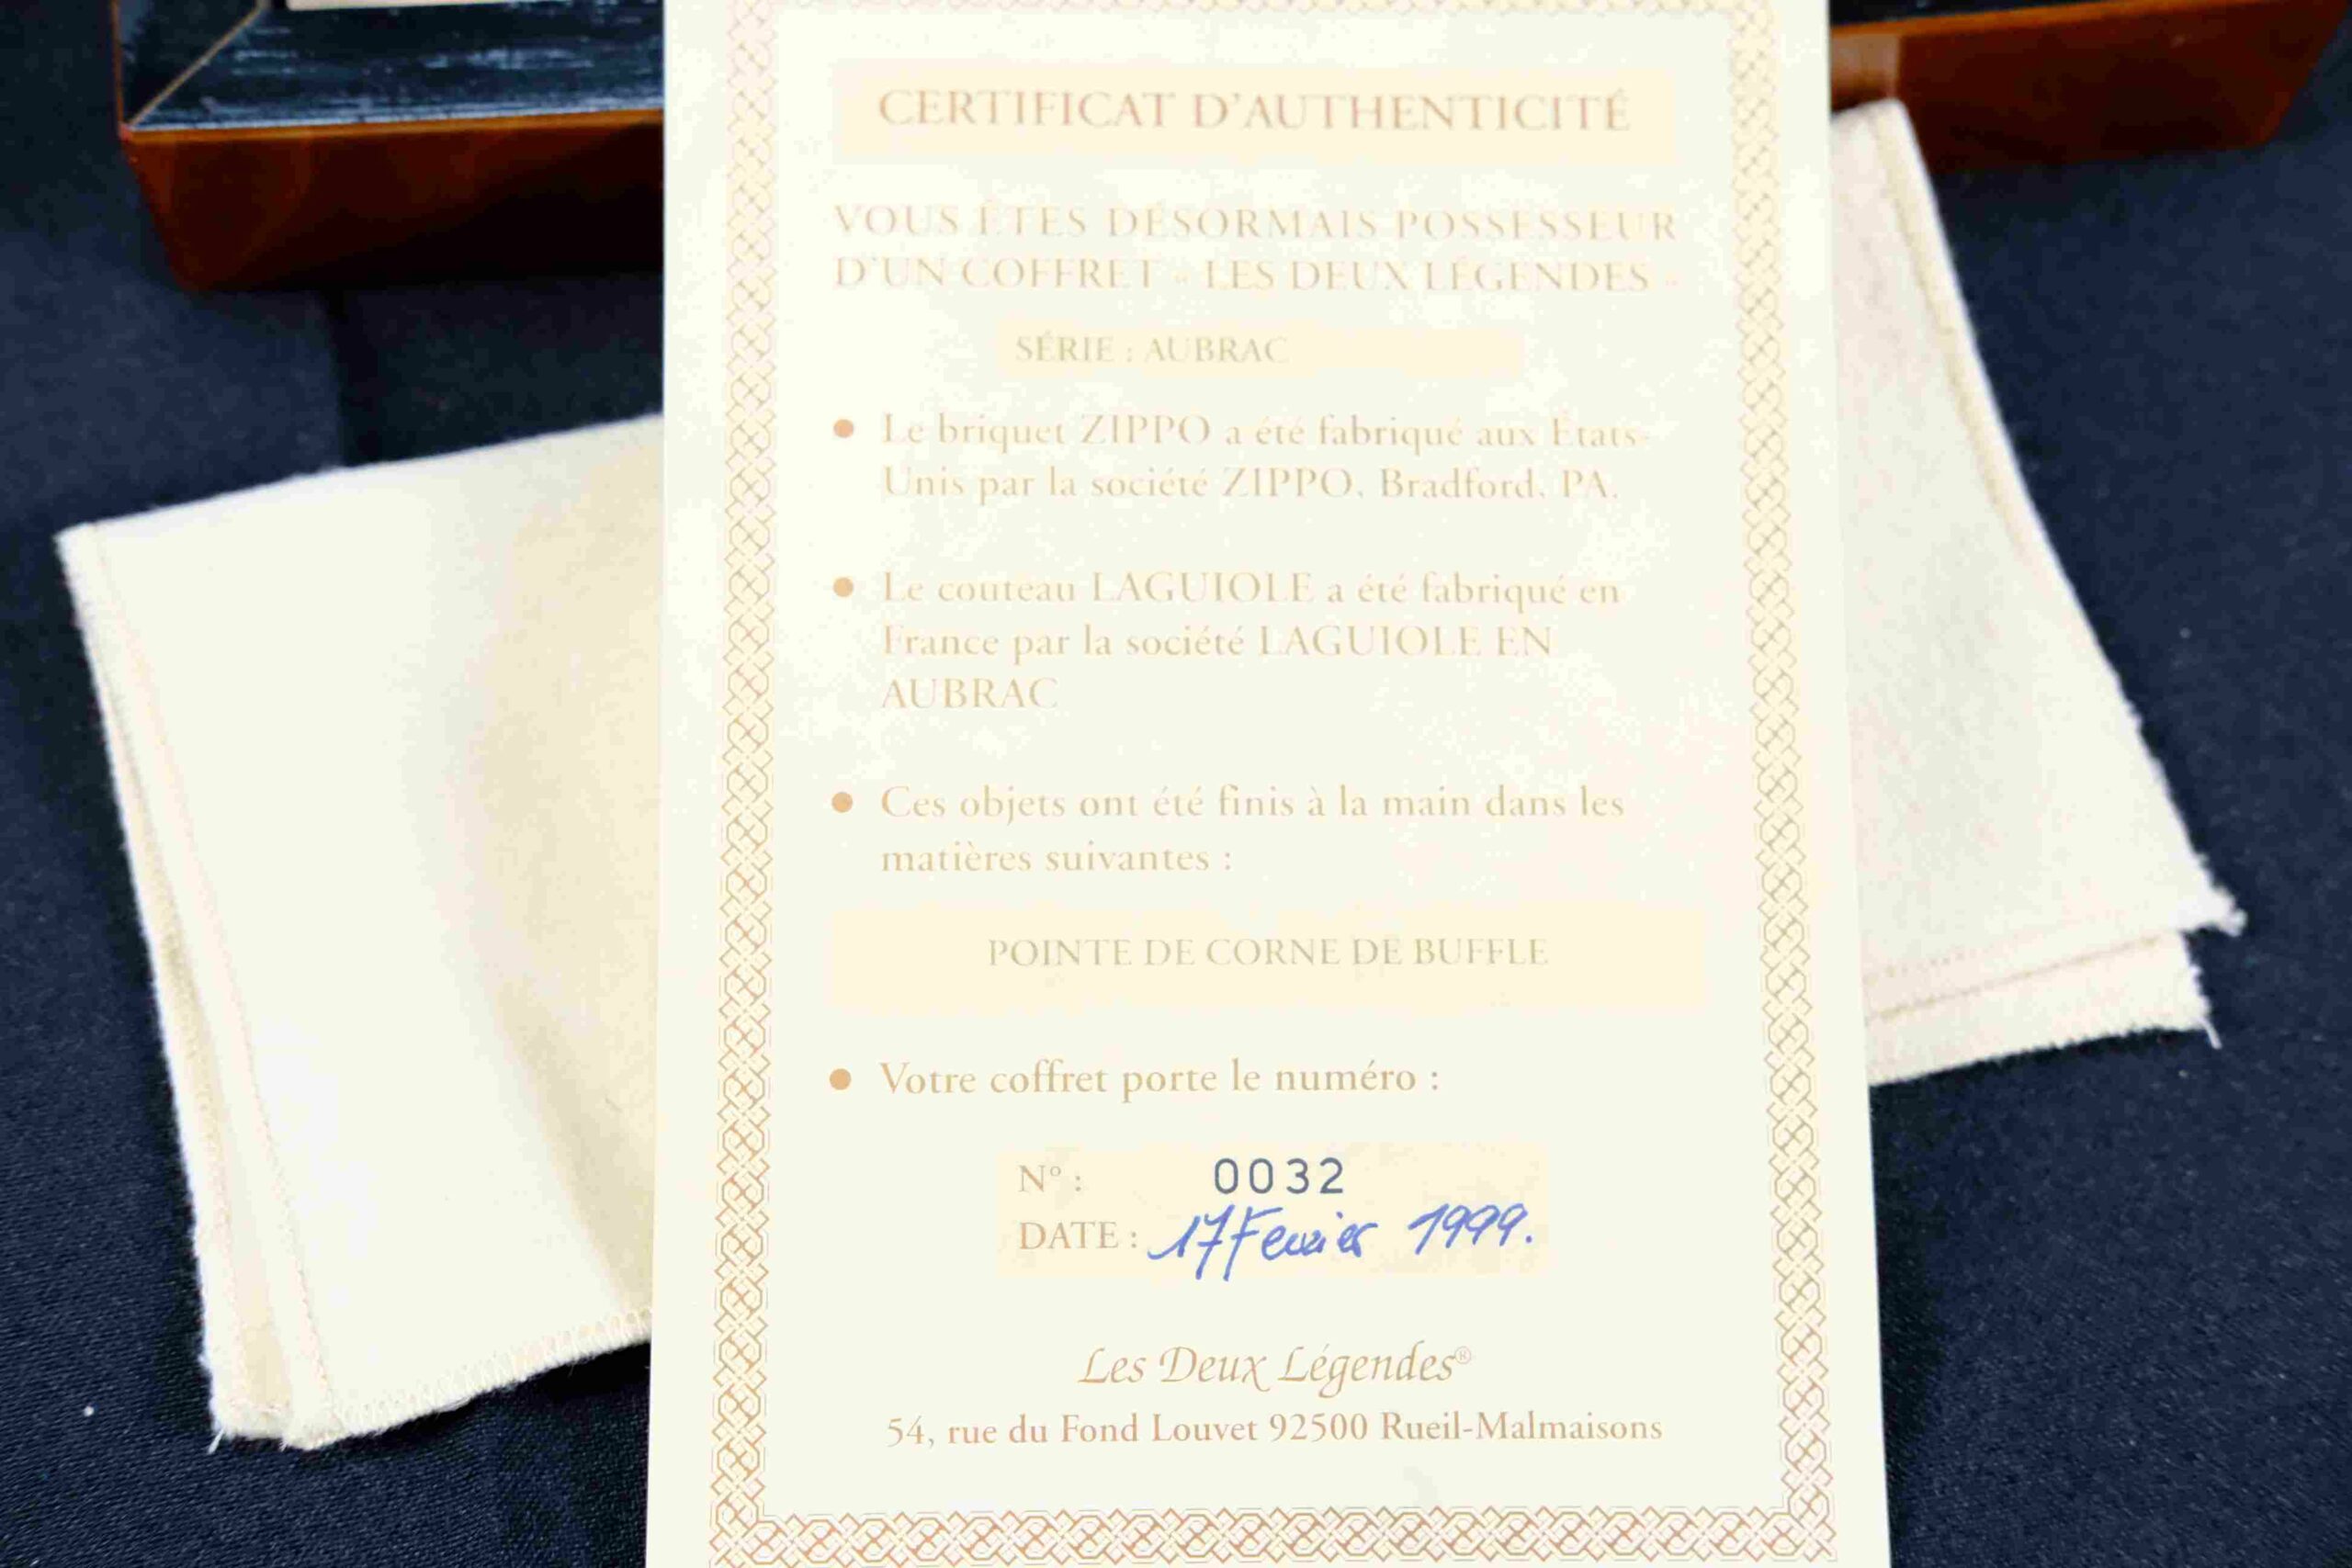 CERTIFICAT D'AUTHENTICITÉ
VOUS ÊTES DÉSORMAIS POSSESSEUR
D'UN COFFRET « LES DEUX LÉGENDES »
SÉRIE : AUBRAC
• Le briquet ZIPPO a été fabriqué aux Etats-
Unis par la société ZIPPO, Bradford, PA.
• Le couteau LAGUIOLE a été fabriqué en
France par la société LAGUIOLE EN
AUBRAC
• Ces objets ont été finis à la main dans les
matières suivantes :
POINTE DE CORNE DE BUFFLE
• Votre coffret porte le numéro :
N° : 0032
DATE : 17 Fevrier 1999.
Les Deux Légendes®
54, rue du Fond Louvet 92500 Rueil-Malmaisons